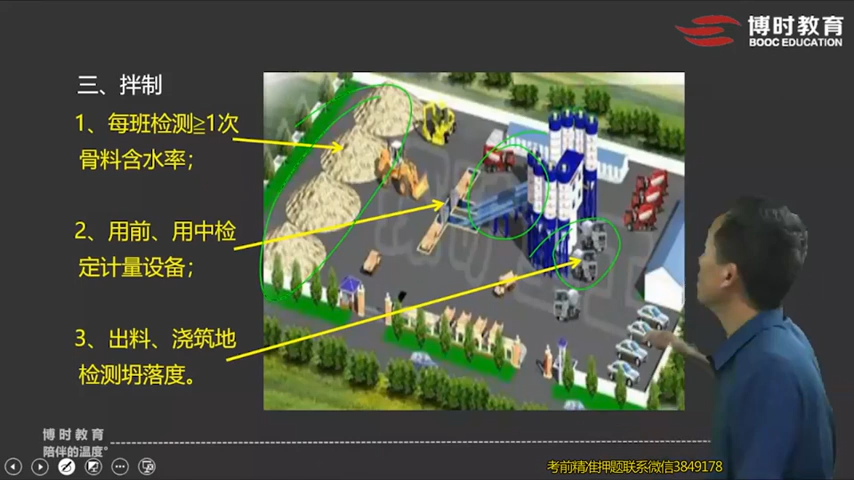 博时教育
BOOC EDUCATION
三、拌制
1、每班检测≧1次
骨料含水率；
2、用前、用中检
定计量设备；
3、出料、浇筑地
检测坍落度。
博时教育
陪伴的温度°
考前精准押题联系微信3849178